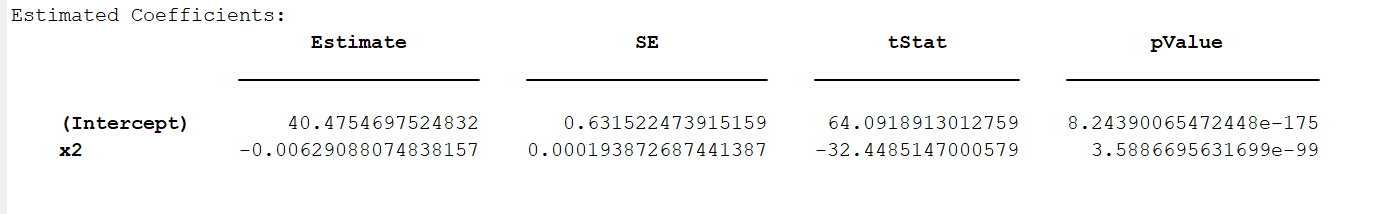 Estimated Coefficients:
Estimate SE tStat pValue
(Intercept) 40.4754697524832 0.631522473915159 64.0918913012759 8.24390065472448e-175
x2 -0.00629088074838157 0.000193872687441387 -32.4485147000579 3.5886695631699e-99